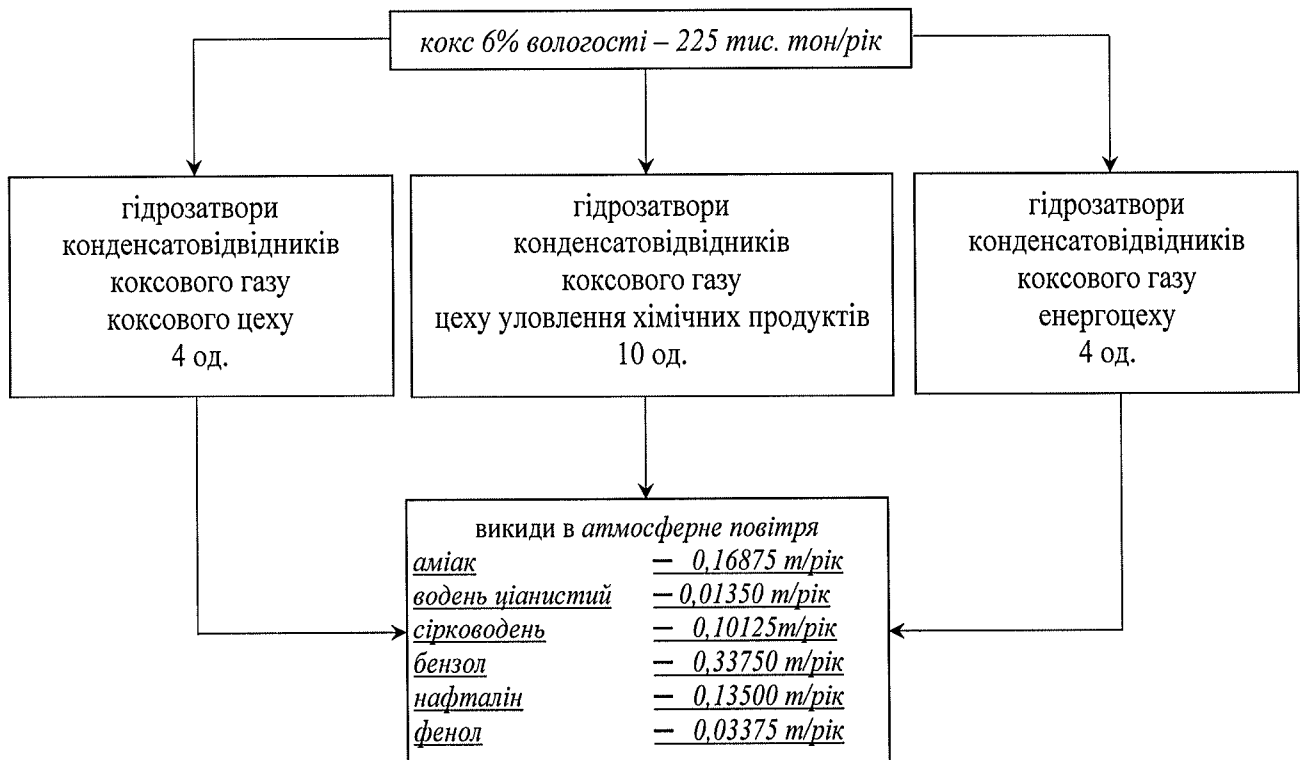 кокс 6% вологості – 225 тис. тон/рік
гідрозатвори
конденсатовідвідників
коксового газу
коксового цеху
4 од.
гідрозатвори
конденсатовідвідників
коксового газу
цеху уловлення хімічних продуктів
10 од.
гідрозатвори
конденсатовідвідників
коксового газу
енергоцеху
4 од.
викиди в атмосферне повітря
аміак – 0,16875 т/рік
водень ціанистий – 0,01350 т/рік
сірководень – 0,10125т/рік
бензол – 0,33750 т/рік
нафталін – 0,13500 т/рік
фенол – 0,03375 т/рік